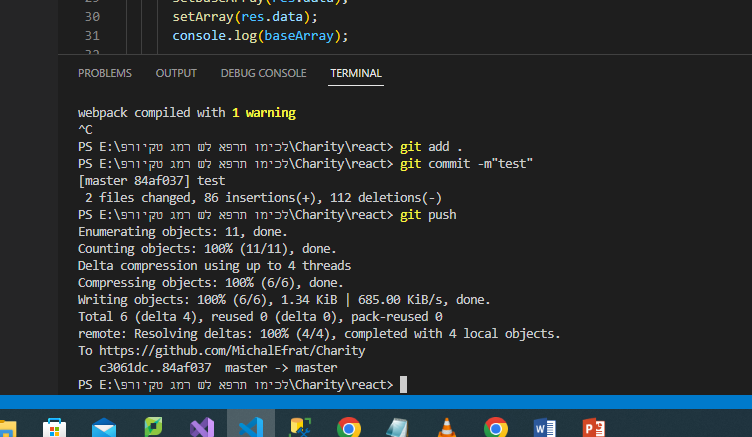 setBaseArray(res.data);
30 setArray(res.data);
31 console.log(baseArray);
PROBLEMS OUTPUT DEBUG CONSOLE TERMINAL
webpack compiled with 1 warning
^C
PS E:\פרויקט גמר של אפרת ומיכל\Charity\react> git add .
PS E:\פרויקט גמר של אפרת ומיכל\Charity\react> git commit -m"test"
[master 84af037] test
2 files changed, 86 insertions(+), 112 deletions(-)
PS E:\פרויקט גמר של אפרת ומיכל\Charity\react> git push
Enumerating objects: 11, done.
Counting objects: 100% (11/11), done.
Delta compression using up to 4 threads
Compressing objects: 100% (6/6), done.
Writing objects: 100% (6/6), 1.34 KiB | 685.00 KiB/s, done.
Total 6 (delta 4), reused 0 (delta 0), pack-reused 0
remote: Resolving deltas: 100% (4/4), completed with 4 local objects.
To https://github.com/MichalEfrat/Charity
c3061dc..84af037 master -> master
PS E:\פרויקט גמר של אפרת ומיכל\Charity\react>